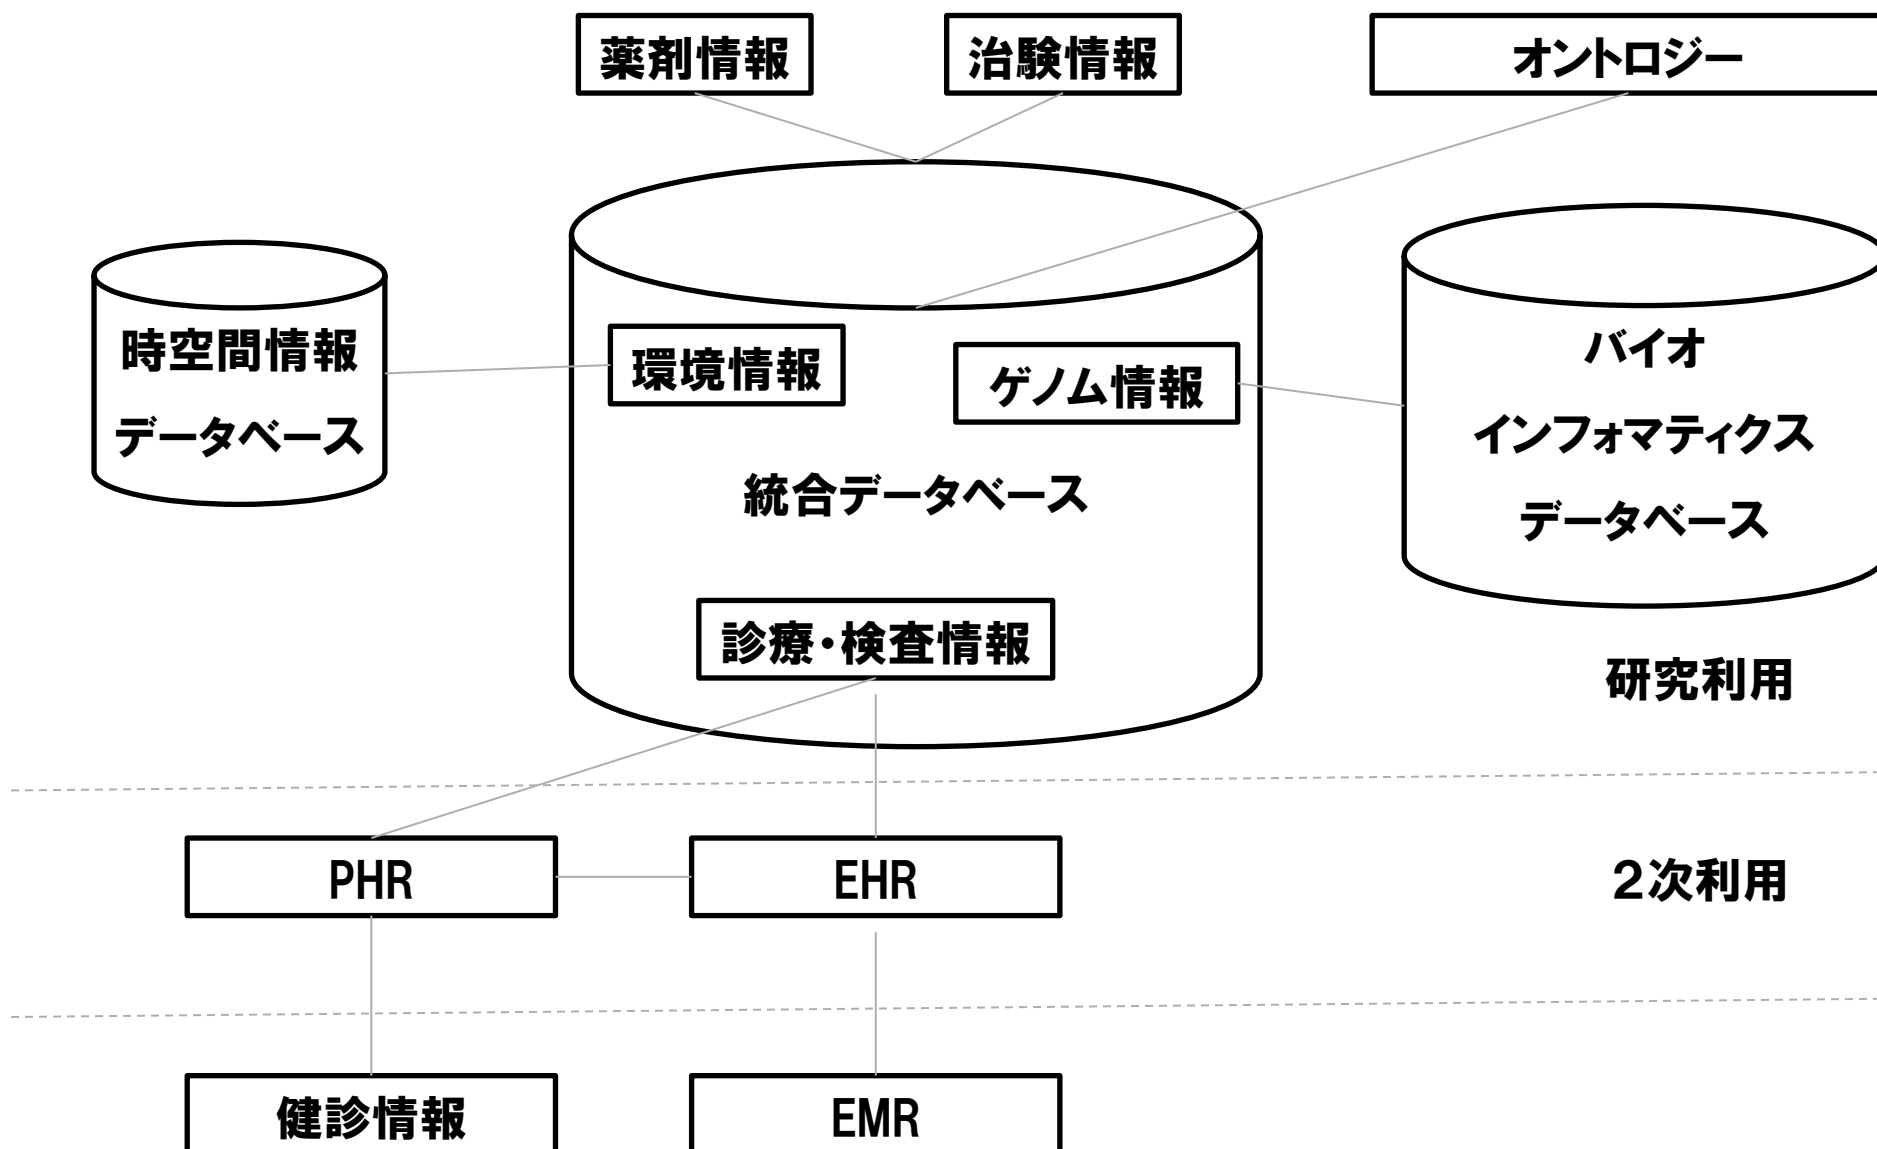 薬剤情報
治験情報
オントロジー
時空間情報
データベース
環境情報
ゲノム情報
統合データベース
診療・検査情報
バイオ
インフォマティクス
データベース
研究利用
PHR
EHR
２次利用
健診情報
EMR